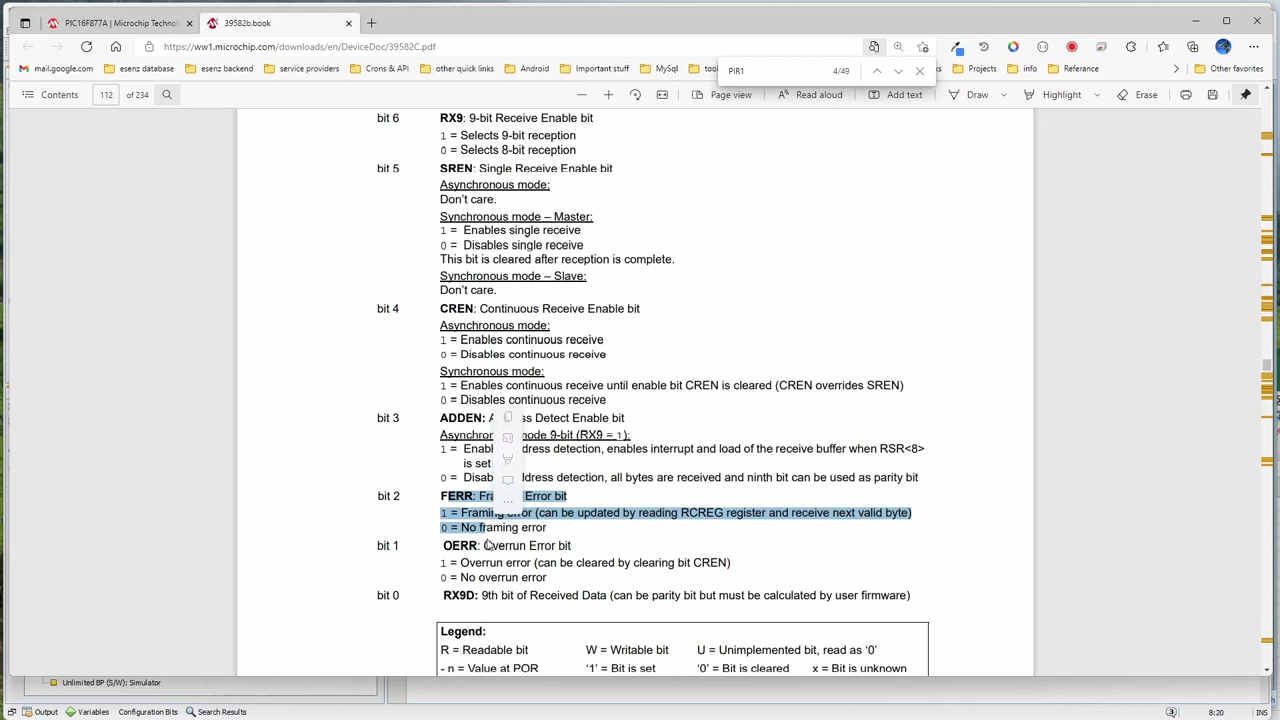 PIC16F877A | Microchip Technol
39582b.book
https://ww1.microchip.com/downloads/en/DeviceDoc/39582C.pdf
mail.google.com esenz database esenz backend other quick links Android Important stuff MySql Crons & API service providers Projects info Reference Other favorites
PIR1 4/49
Contents 112 of 234 Page view Read aloud Add text Draw Highlight Erase
bit 6 RX9: 9-bit Receive Enable bit
1 = Selects 9-bit reception
0 = Selects 8-bit reception
bit 5 SREN: Single Receive Enable bit
Asynchronous mode:
Don't care.
Synchronous mode – Master:
1 = Enables single receive
0 = Disables single receive
This bit is cleared after reception is complete.
Synchronous mode – Slave:
Don't care.
bit 4 CREN: Continuous Receive Enable bit
Asynchronous mode:
1 = Enables continuous receive
0 = Disables continuous receive
Synchronous mode:
1 = Enables continuous receive until enable bit CREN is cleared (CREN overrides SREN)
0 = Disables continuous receive
bit 3 ADDEN: A ss Detect Enable bit
Asynchron mode 9-bit (RX9 = 1):
1 = Enabl dress detection, enables interrupt and load of the receive buffer when RSR<8>
is set
0 = Disab ddress detection, all bytes are received and ninth bit can be used as parity bit
bit 2 FERR: Fra Error bit
1 = Framing error (can be updated by reading RCREG register and receive next valid byte)
0 = No framing error
bit 1 OERR: Overrun Error bit
1 = Overrun error (can be cleared by clearing bit CREN)
0 = No overrun error
bit 0 RX9D: 9th bit of Received Data (can be parity bit but must be calculated by user firmware)
Legend:
R = Readable bit W = Writable bit U = Unimplemented bit, read as '0'
- n = Value at POR '1' = Bit is set '0' = Bit is cleared x = Bit is unknown
Unlimited BP (S/W): Simulator
Output Variables Configuration Bits Search Results 3 8:20 INS